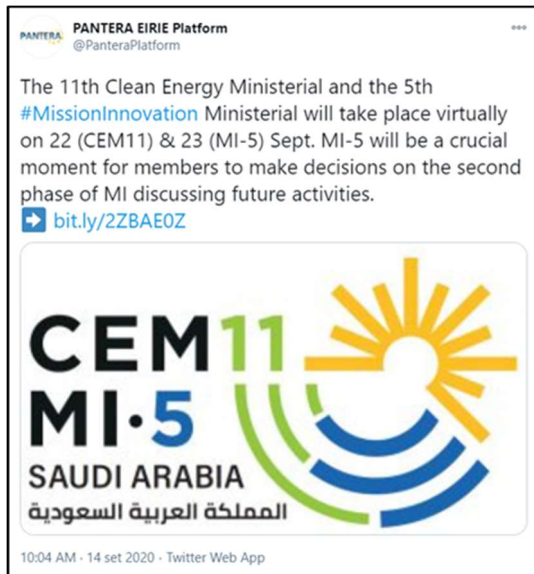 PANTERA
PANTERA EIRIE Platform
@PanteraPlatform
The 11th Clean Energy Ministerial and the 5th
#MissionInnovation Ministerial will take place virtually
on 22 (CEM11) & 23 (MI-5) Sept. MI-5 will be a crucial
moment for members to make decisions on the second
phase of MI discussing future activities.
➡ bit.ly/2ZBAE0Z
CEM11
MI·5
SAUDI ARABIA
المملكة العربية السعودية
10:04 AM · 14 set 2020 · Twitter Web App